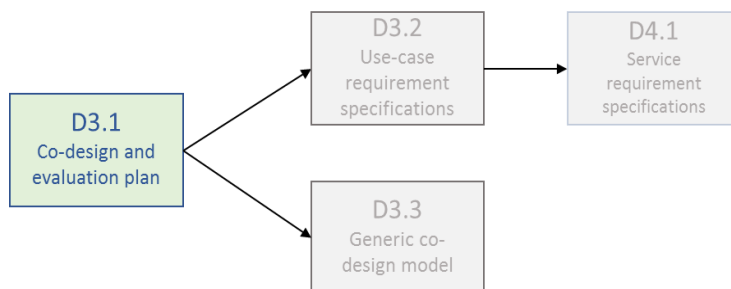 D3.1
Co-design and
evaluation plan
D3.2
Use-case
requirement
specifications
D4.1
Service
requirement
specifications
D3.3
Generic co-
design model